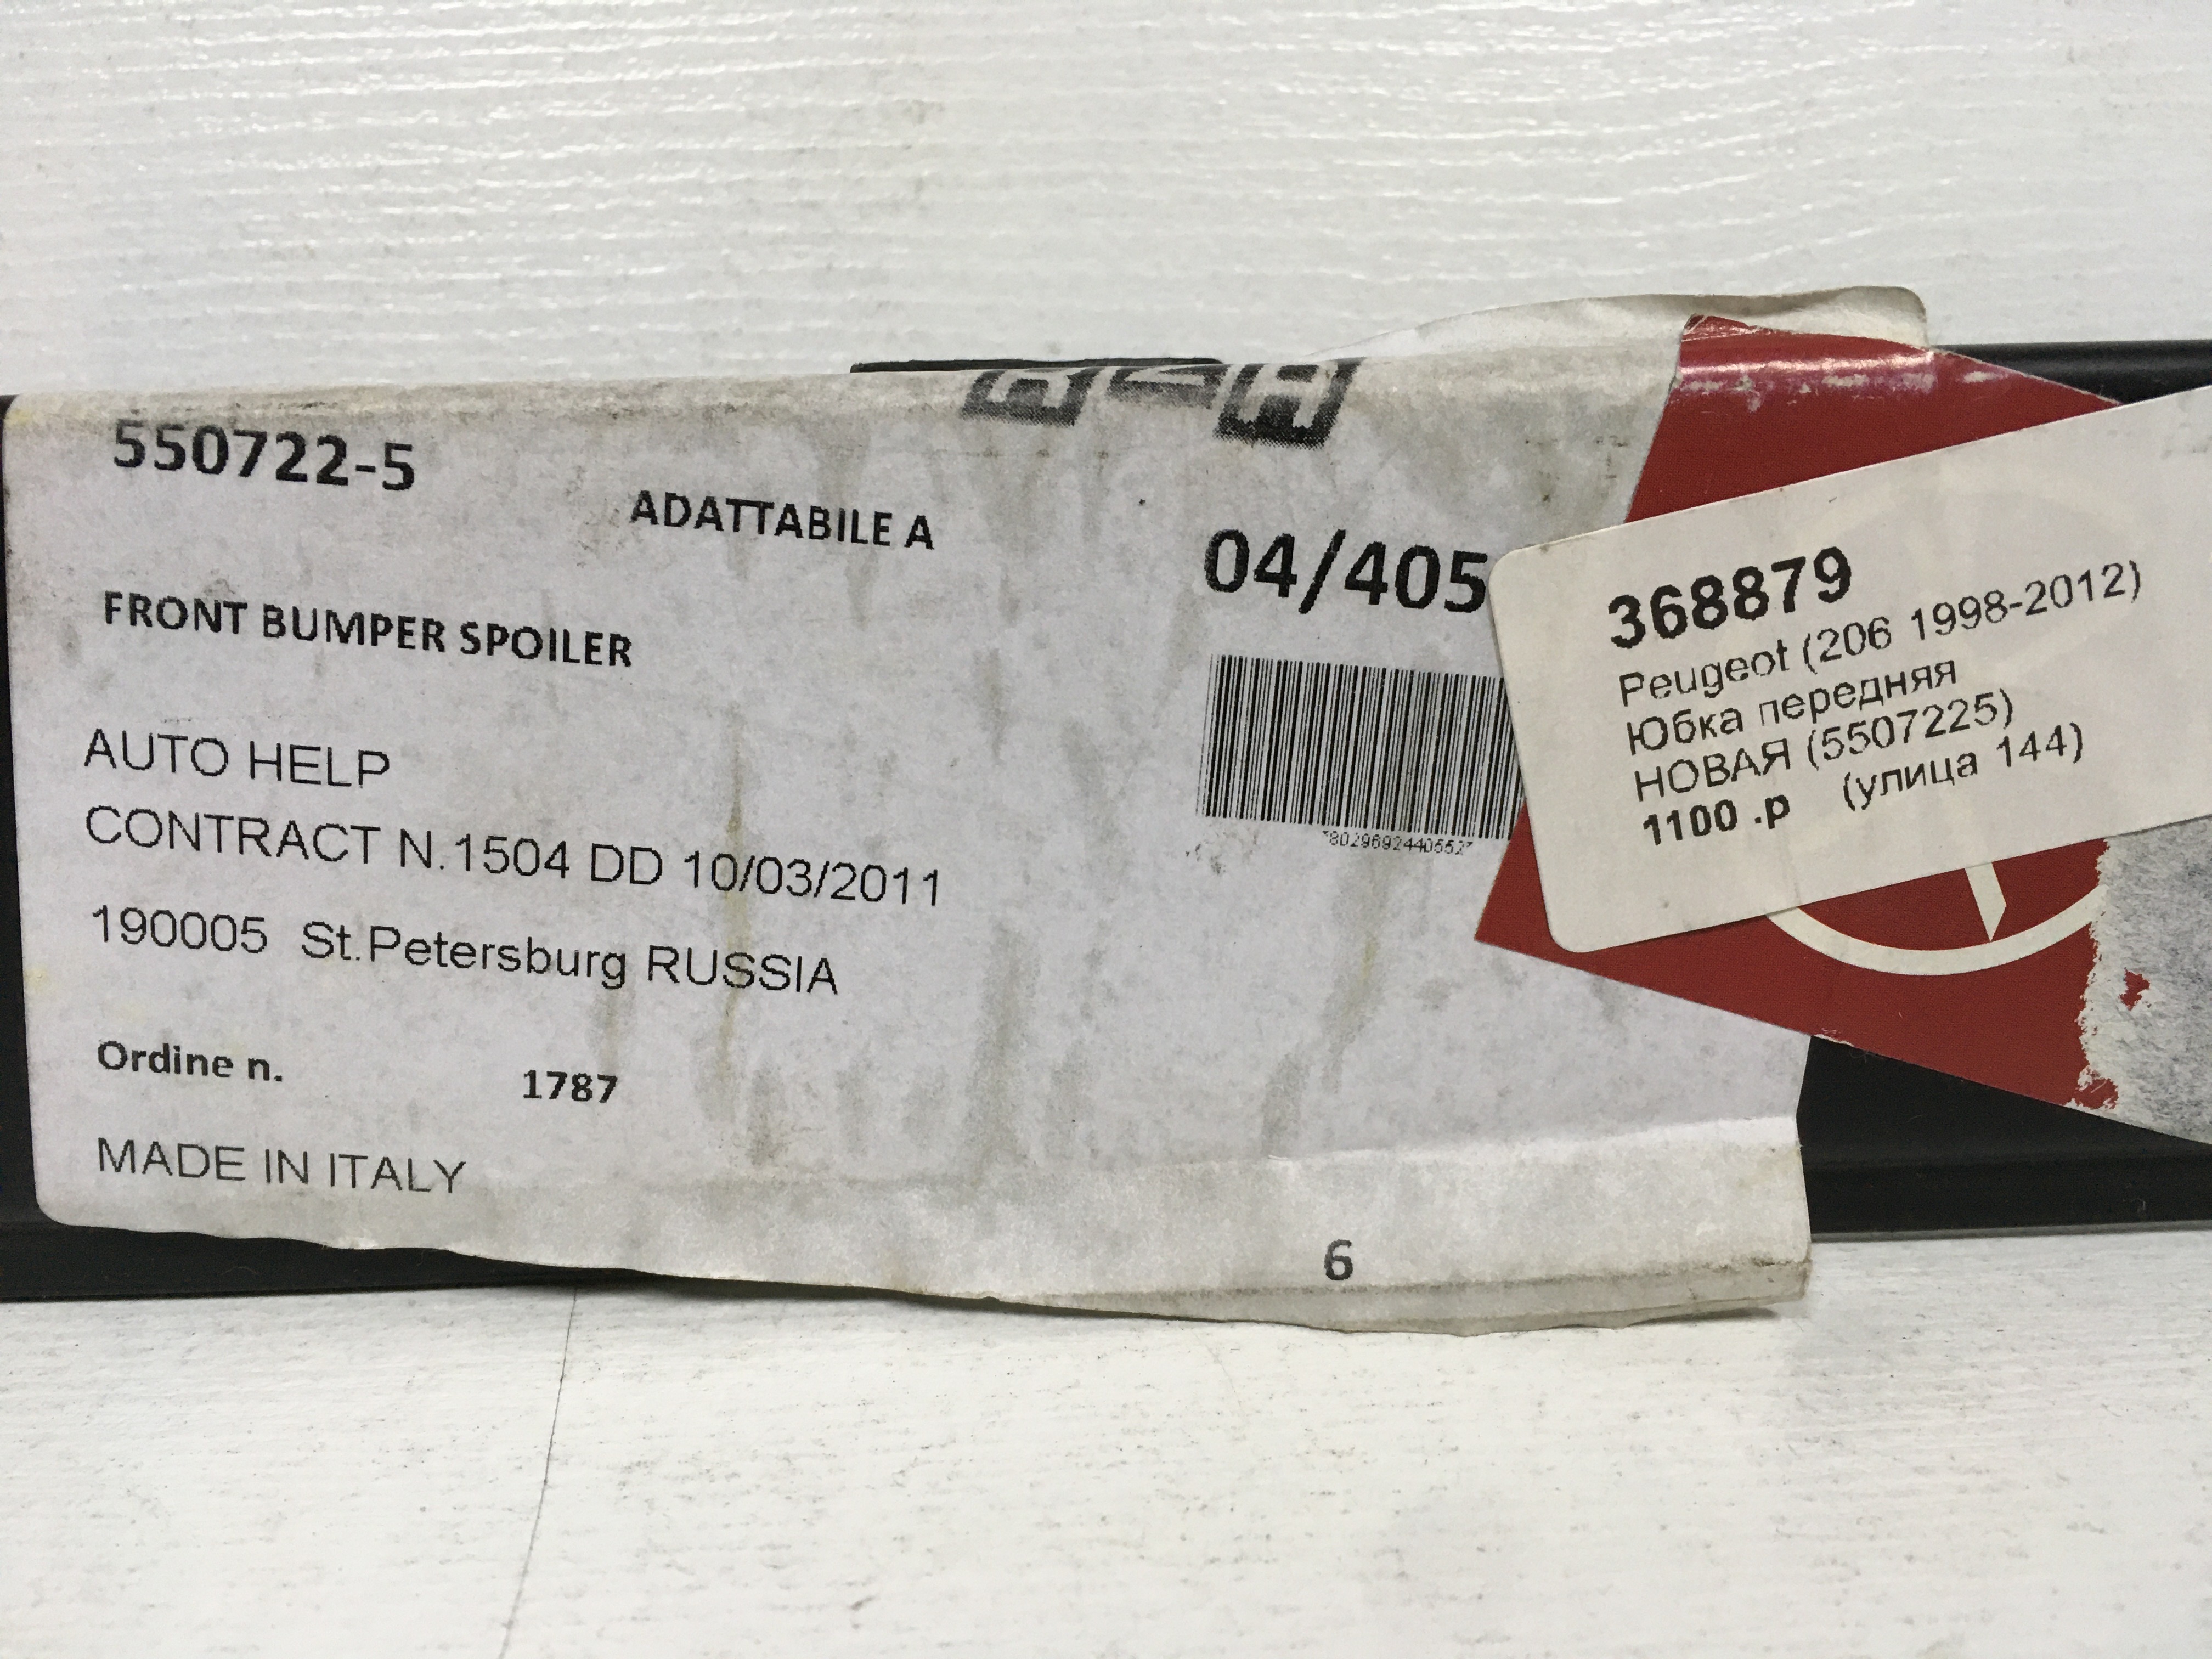 550722-5
ADATTABILE A
04/405
FRONT BUMPER SPOILER
AUTO HELP
CONTRACT N.1504 DD 10/03/2011
190005 St.Petersburg RUSSIA
Ordine n. 1787
MADE IN ITALY
6
368879
Peugeot (206 1998-2012)
Юбка передняя
НОВАЯ (5507225)
1100 .р (улица 144)